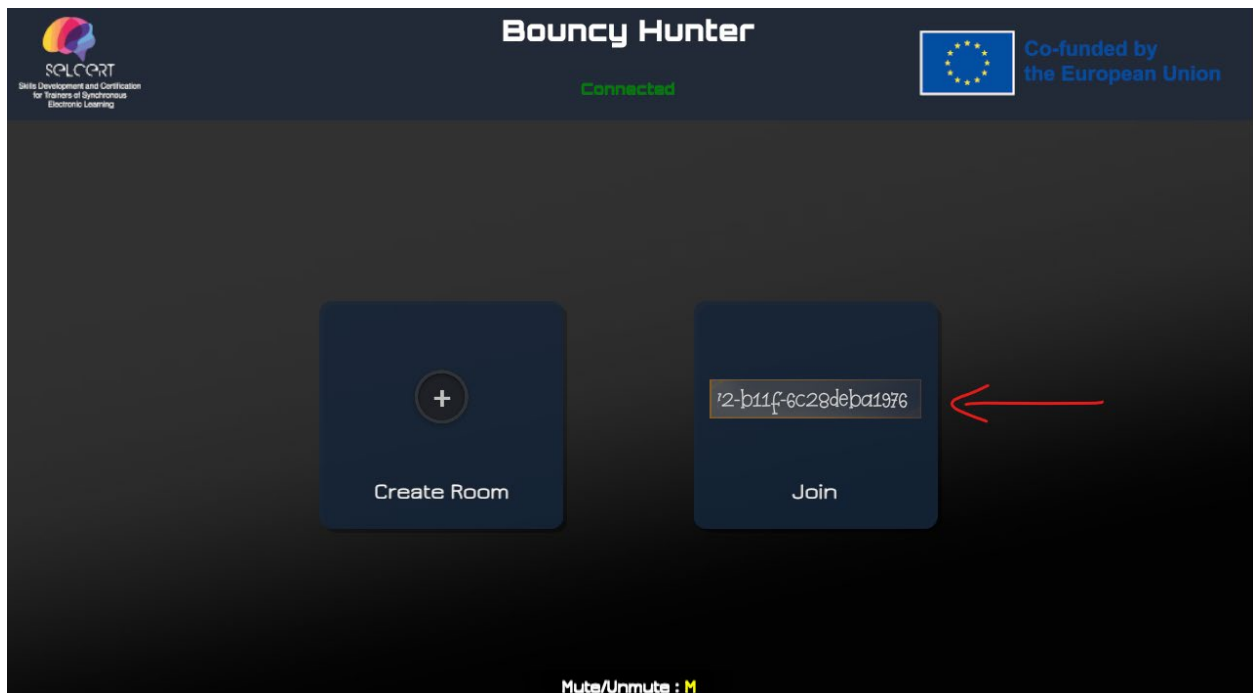 Bouncy Hunter
SELCERT
Skills Development and Certification
for Trainers of Synchronous
Electronic Learning
Connected
Co-funded by
the European Union
'2-b11f-6c28deba1976
Create Room
Join
Mute/Unmute : M